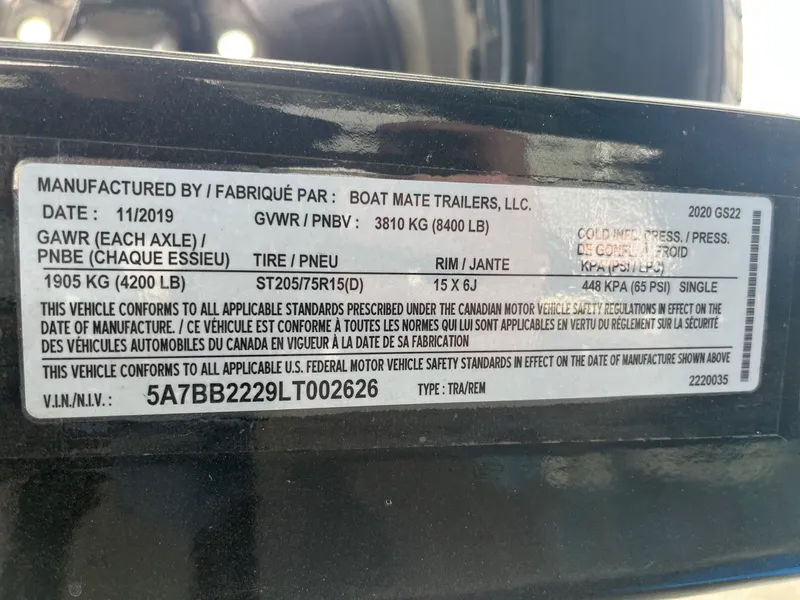 MANUFACTURED BY / FABRIQUÉ PAR : BOAT MATE TRAILERS, LLC.
2020 GS22
DATE : 11/2019 GVWR / PNBV : 3810 KG (8400 LB)
GAWR (EACH AXLE) / COLD INFL. PRESS. / PRESS.
PNBE (CHAQUE ESSIEU) TIRE / PNEU RIM / JANTE DE GONFL. À FROID
KPA (PSI / LPC)
1905 KG (4200 LB) ST205/75R15(D) 15 X 6J 448 KPA (65 PSI) SINGLE
THIS VEHICLE CONFORMS TO ALL APPLICABLE STANDARDS PRESCRIBED UNDER THE CANADIAN MOTOR VEHICLE SAFETY REGULATIONS IN EFFECT ON THE
DATE OF MANUFACTURE. / CE VÉHICULE EST CONFORME À TOUTES LES NORMES QUI LUI SONT APPLICABLES EN VERTU DU RÉGLEMENT SUR LA SÉCURITÉ
DES VÉHICULES AUTOMOBILES DU CANADA EN VIGUEUR À LA DATE DE SA FABRICATION
THIS VEHICLE CONFORMS TO ALL APPLICABLE U.S. FEDERAL MOTOR VEHICLE SAFETY STANDARDS IN EFFECT ON THE DATE OF MANUFACTURE SHOWN ABOVE
V.I.N./N.I.V. : 5A7BB2229LT002626 TYPE : TRA/REM 2220035